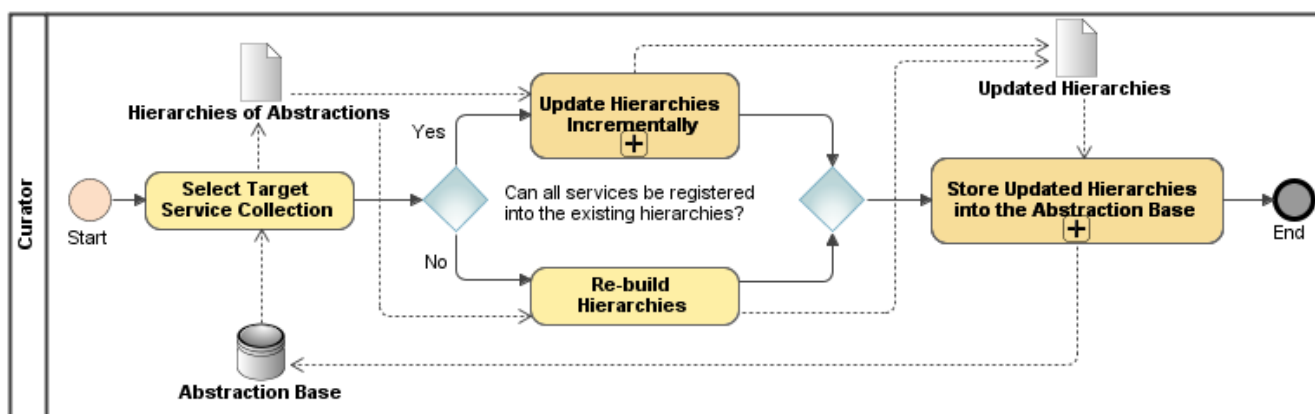 Curator
Start
Select Target
Service Collection
Hierarchies of Abstractions
Abstraction Base
Yes
No
Update Hierarchies
Incrementally
Can all services be registered
into the existing hierarchies?
Re-build
Hierarchies
Updated Hierarchies
Store Updated Hierarchies
into the Abstraction Base
End